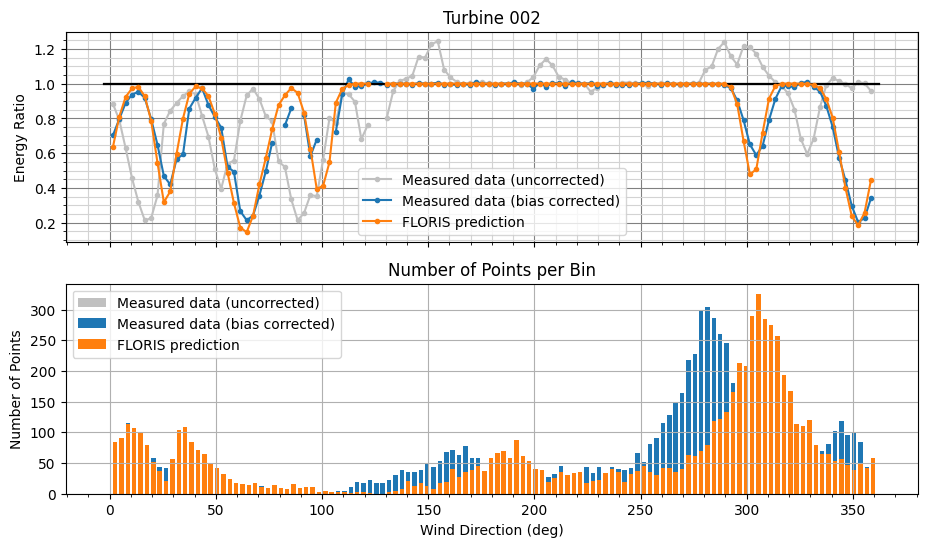 Turbine 002
Energy Ratio
1.2
1.0
0.8
0.6
0.4
0.2
Measured data (uncorrected)
Measured data (bias corrected)
FLORIS prediction
Number of Points per Bin
Number of Points
300
250
200
150
100
50
0
Measured data (uncorrected)
Measured data (bias corrected)
FLORIS prediction
0 50 100 150 200 250 300 350
Wind Direction (deg)